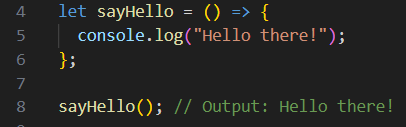 4 let sayHello = () => {
5   console.log("Hello there!");
6 };
7
8 sayHello(); // Output: Hello there!